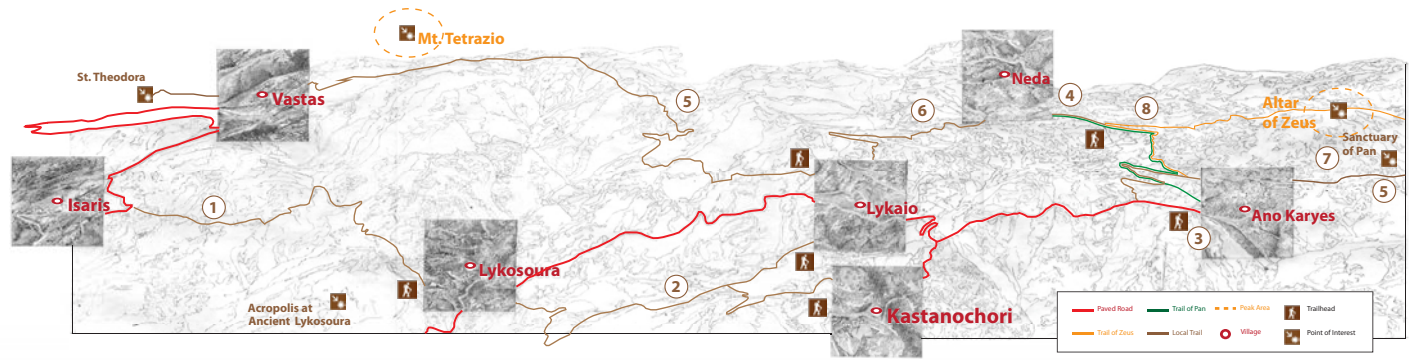 Mt. Tetrazio
St. Theodora
Vastas
5
6
Neda
4
8
Altar
of Zeus
Sanctuary
of Pan
7
5
Isaris
1
Lykaio
Ano Karyes
3
Lykosoura
2
Acropolis at
Ancient Lykosoura
Kastanochori
Paved Road
Trail of Pan
Peak Area
Trailhead
Trail of Zeus
Local Trail
Village
Point of Interest